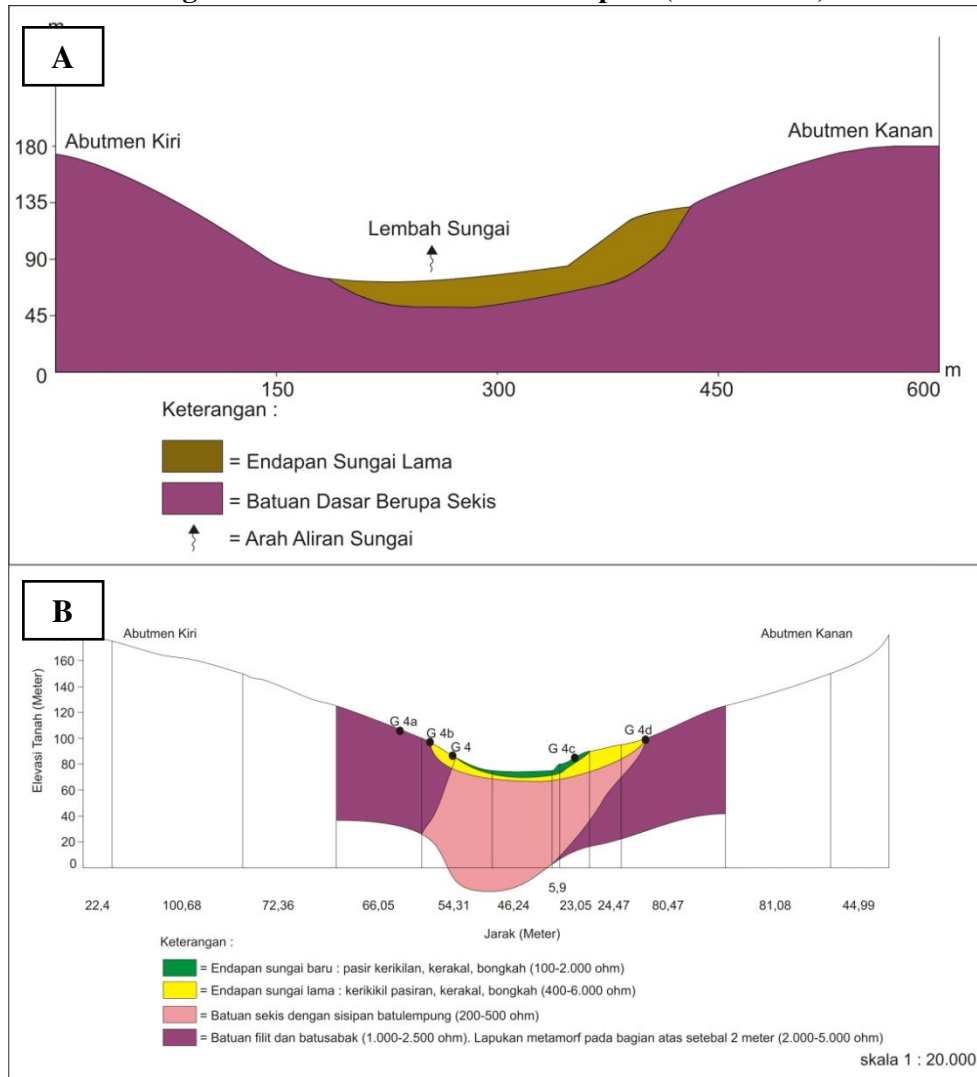 A
Abutmen Kiri
Abutmen Kanan
180
135
90
45
0
Lembah Sungai
150
300
450
600
m
Keterangan :
= Endapan Sungai Lama
= Batuan Dasar Berupa Sekis
= Arah Aliran Sungai
B
Abutmen Kiri
Abutmen Kanan
Elevasi Tanah (Meter)
160
140
120
100
80
60
40
20
0
G 4a
G 4b
G 4
G 4c
G 4d
5,9
22,4 100,68 72,36 66,05 54,31 46,24 23,05 24,47 80,47 81,08 44,99
Jarak (Meter)
Keterangan :
= Endapan sungai baru : pasir kerikilan, kerakal, bongkah (100-2.000 ohm)
= Endapan sungai lama : kerikikil pasiran, kerakal, bongkah (400-6.000 ohm)
= Batuan sekis dengan sisipan batulempung (200-500 ohm)
= Batuan filit dan batusabak (1.000-2.500 ohm). Lapukan metamorf pada bagian atas setebal 2 meter (2.000-5.000 ohm)
skala 1 : 20.000